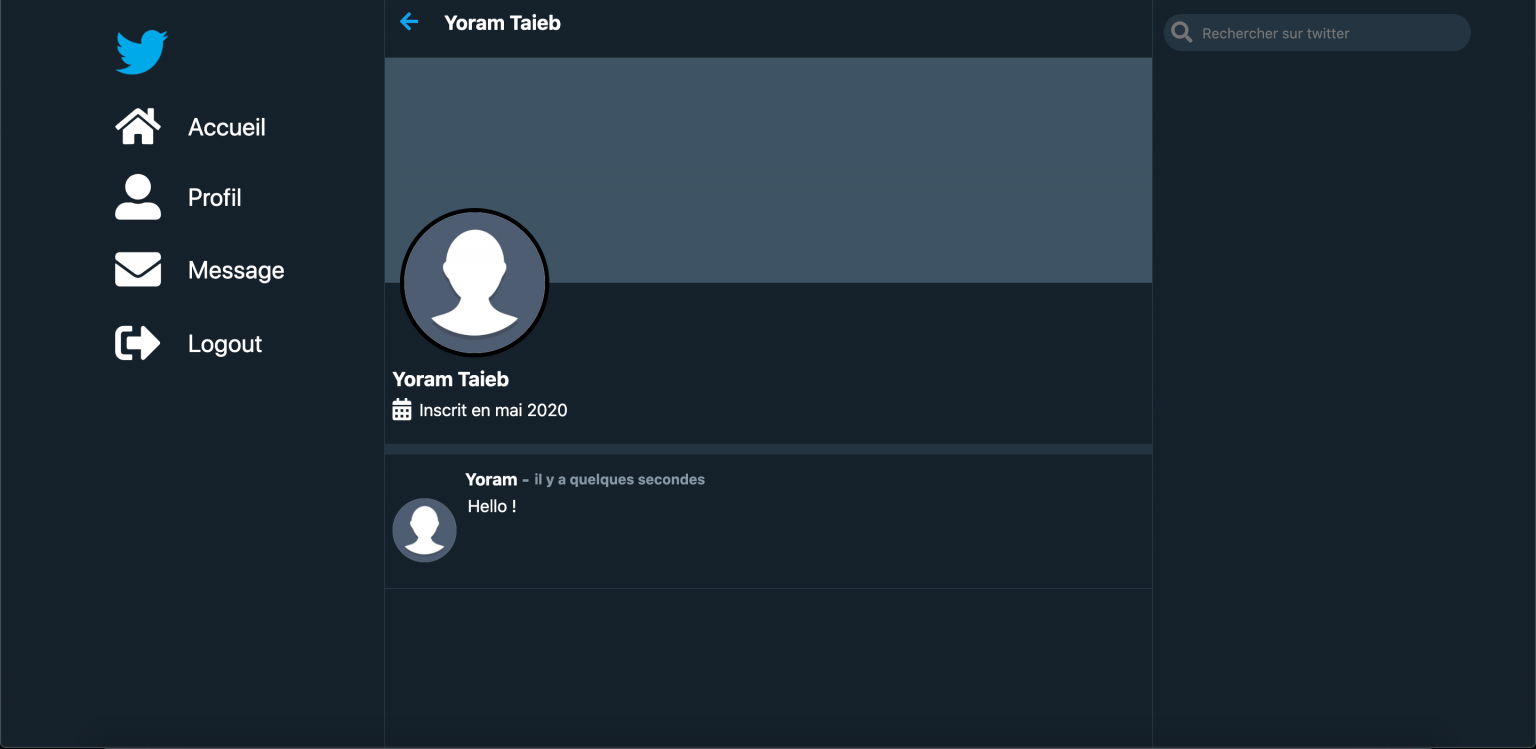 Accueil
Profil
Message
Logout
Yoram Taieb
Yoram Taieb
Inscrit en mai 2020
Yoram - il y a quelques secondes
Hello !
Rechercher sur twitter